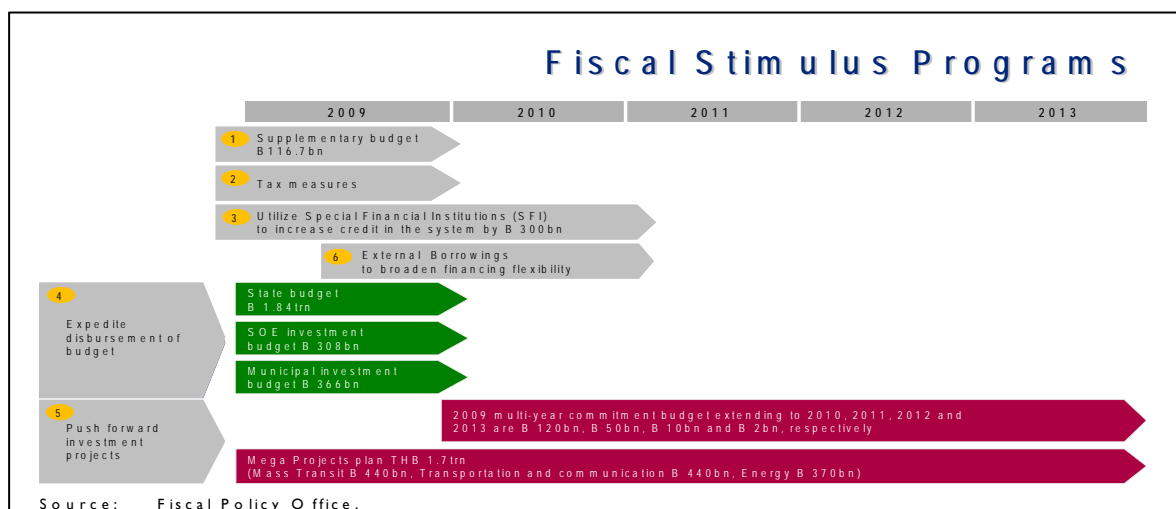 Fiscal Stimulus Programs
2009 2010 2011 2012 2013
1 Supplementary budget
B116.7bn
2 Tax measures
3 Utilize Special Financial Institutions (SFI)
to increase credit in the system by B 300bn
6 External Borrowings
to broaden financing flexibility
4
Expedite
disbursement of
budget
State budget
B 1.84trn
SOE investment
budget B 308bn
Municipal investment
budget B 366bn
5
Push forward
investment
projects
2009 multi-year commitment budget extending to 2010, 2011, 2012 and
2013 are B 120bn, B 50bn, B 10bn and B 2bn, respectively
Mega Projects plan THB 1.7trn
(Mass Transit B 440bn, Transportation and communication B 440bn, Energy B 370bn)
Source: Fiscal Policy Office.